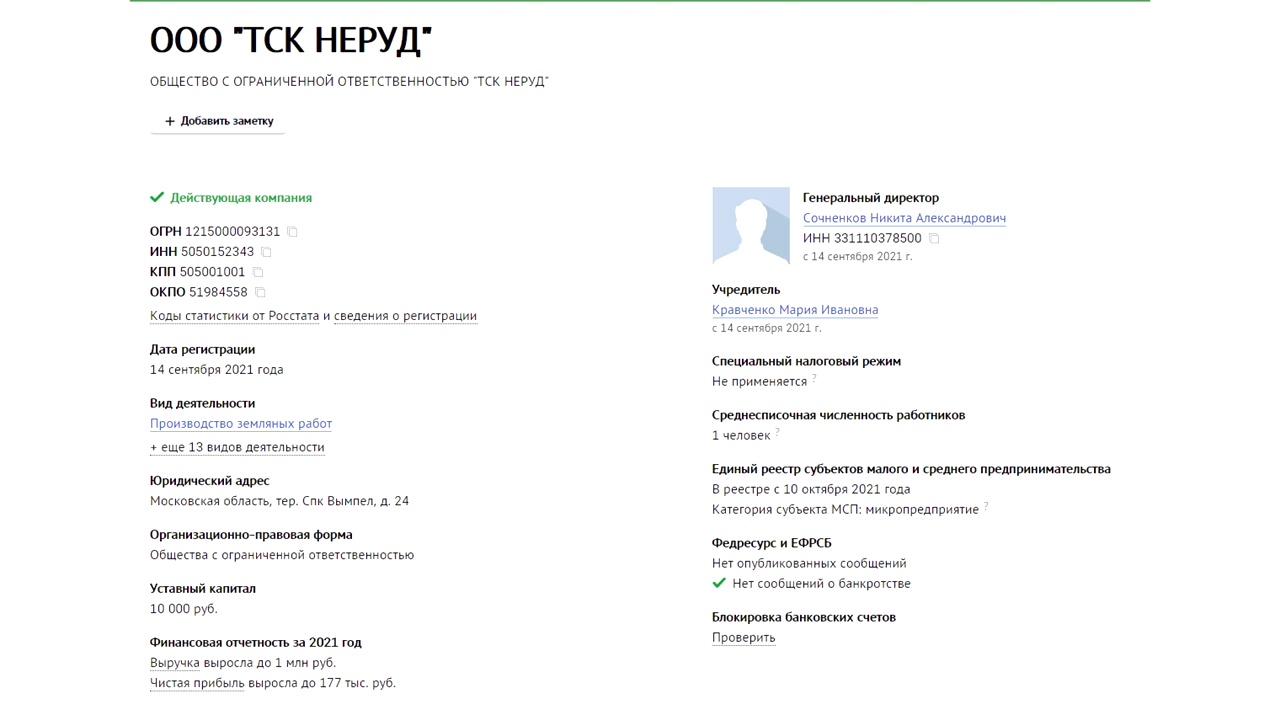 ООО "ТСК НЕРУД"
ОБЩЕСТВО С ОГРАНИЧЕННОЙ ОТВЕТСТВЕННОСТЬЮ "ТСК НЕРУД"
+ Добавить заметку
Действующая компания
ОГРН 1215000093131
ИНН 5050152343
КПП 505001001
ОКПО 51984558
Коды статистики от Росстата и сведения о регистрации
Дата регистрации
14 сентября 2021 года
Вид деятельности
Производство земляных работ
+ еще 13 видов деятельности
Юридический адрес
Московская область, тер. Спк Вымпел, д. 24
Организационно-правовая форма
Общества с ограниченной ответственностью
Уставный капитал
10 000 руб.
Финансовая отчетность за 2021 год
Выручка выросла до 1 млн руб.
Чистая прибыль выросла до 177 тыс. руб.
Генеральный директор
Сочненков Никита Александрович
ИНН 331110378500
с 14 сентября 2021 г.
Учредитель
Кравченко Мария Ивановна
с 14 сентября 2021 г.
Специальный налоговый режим
Не применяется ?
Среднесписочная численность работников
1 человек ?
Единый реестр субъектов малого и среднего предпринимательства
В реестре с 10 октября 2021 года
Категория субъекта МСП: микропредприятие ?
Федресурс и ЕФРСБ
Нет опубликованных сообщений
Нет сообщений о банкротстве
Блокировка банковских счетов
Проверить